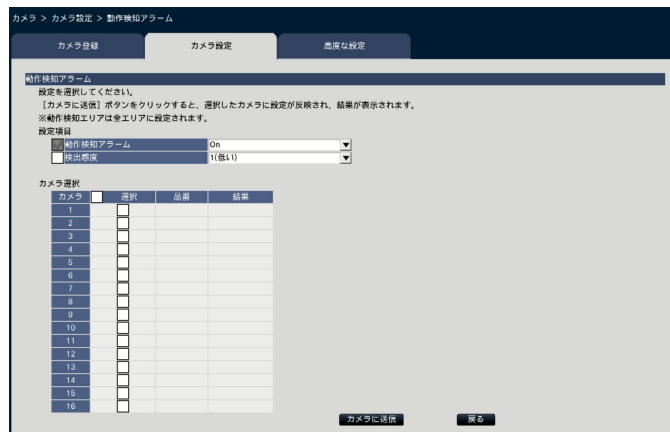 カメラ > カメラ設定 > 動作検知アラーム
カメラ登録 カメラ設定 高度な設定
動作検知アラーム
設定を選択してください。
［カメラに送信］ボタンをクリックすると、選択したカメラに設定が反映され、結果が表示されます。
※動作検知エリアは全エリアに設定されます。
設定項目
動作検知アラーム On
検出感度 1(低い)
カメラ選択
カメラ 選択 品番 結果
1
2
3
4
5
6
7
8
9
10
11
12
13
14
15
16
カメラに送信 戻る